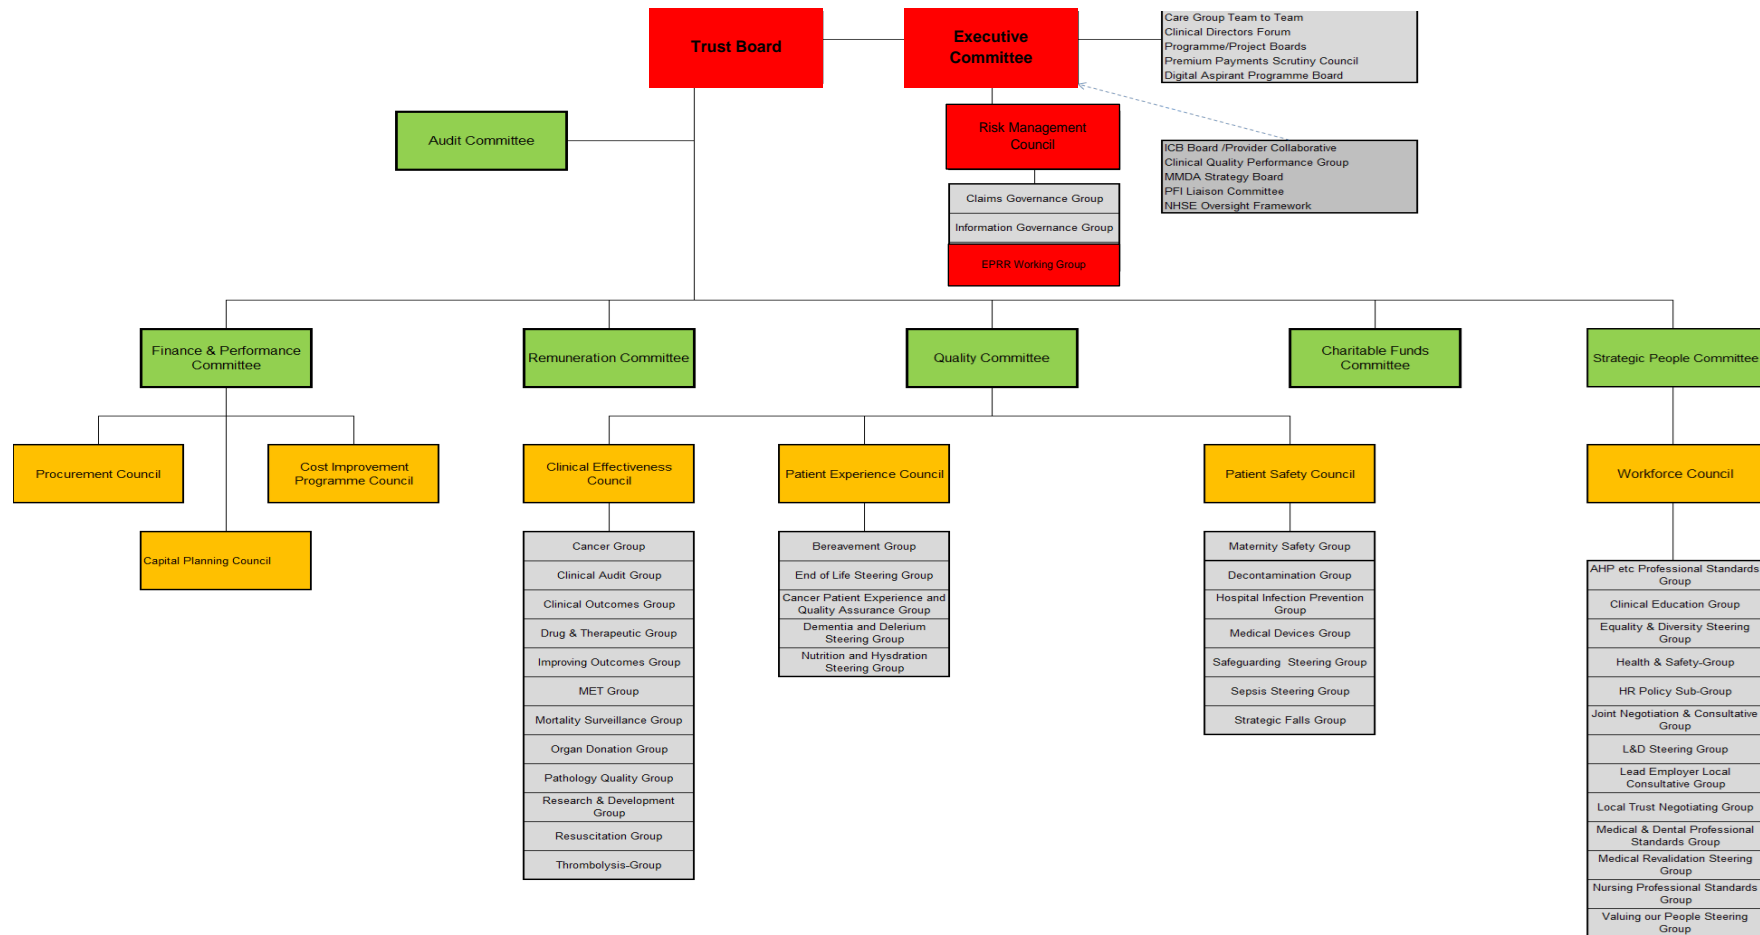 Trust Board
Executive
Committee
Care Group Team to Team
Clinical Directors Forum
Programme/Project Boards
Premium Payments Scrutiny Council
Digital Aspirant Programme Board
Audit Committee
Risk Management
Council
ICB Board /Provider Collaborative
Clinical Quality Performance Group
MMDA Strategy Board
PFI Liaison Committee
NHSE Oversight Framework
Claims Governance Group
Information Governance Group
EPRR Working Group
Finance & Performance
Committee
Remuneration Committee
Quality Committee
Charitable Funds
Committee
Strategic People Committee
Procurement Council
Cost Improvement
Programme Council
Capital Planning Council
Clinical Effectiveness
Council
Patient Experience Council
Patient Safety Council
Workforce Council
Cancer Group
Clinical Audit Group
Clinical Outcomes Group
Drug & Therapeutic Group
Improving Outcomes Group
MET Group
Mortality Surveillance Group
Organ Donation Group
Pathology Quality Group
Research & Development
Group
Resuscitation Group
Thrombolysis-Group
Bereavement Group
End of Life Steering Group
Cancer Patient Experience and
Quality Assurance Group
Dementia and Delerium
Steering Group
Nutrition and Hysdration
Steering Group
Maternity Safety Group
Decontamination Group
Hospital Infection Prevention
Group
Medical Devices Group
Safeguarding Steering Group
Sepsis Steering Group
Strategic Falls Group
AHP etc Professional Standards
Group
Clinical Education Group
Equality & Diversity Steering
Group
Health & Safety-Group
HR Policy Sub-Group
Joint Negotiation & Consultative
Group
L&D Steering Group
Lead Employer Local
Consultative Group
Local Trust Negotiating Group
Medical & Dental Professional
Standards Group
Medical Revalidation Steering
Group
Nursing Professional Standards
Group
Valuing our People Steering
Group